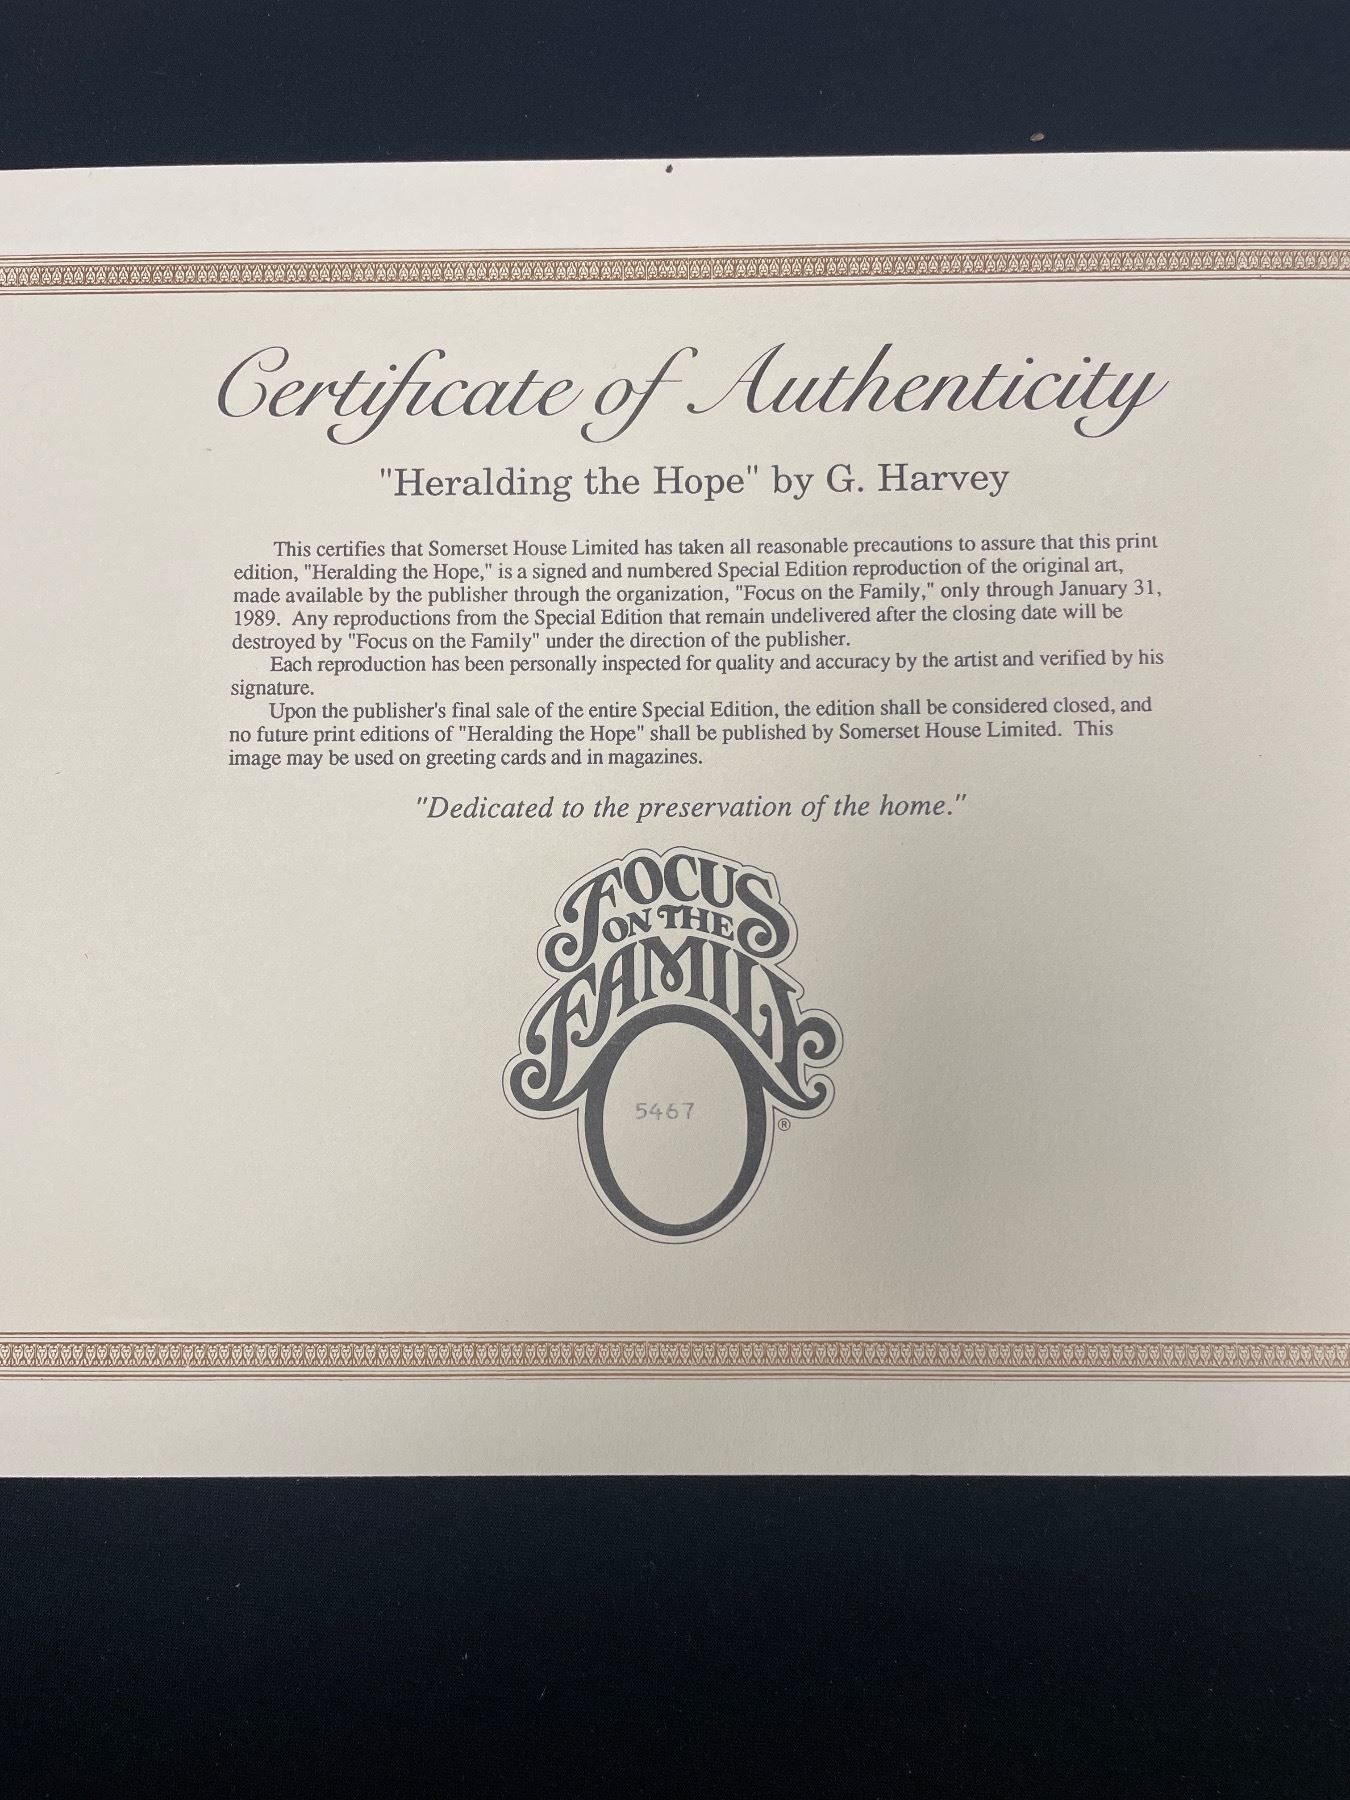 Certificate of Authenticity
"Heralding the Hope" by G. Harvey
This certifies that Somerset House Limited has taken all reasonable precautions to assure that this print
edition, "Heralding the Hope," is a signed and numbered Special Edition reproduction of the original art,
made available by the publisher through the organization, "Focus on the Family," only through January 31,
1989. Any reproductions from the Special Edition that remain undelivered after the closing date will be
destroyed by "Focus on the Family" under the direction of the publisher.
Each reproduction has been personally inspected for quality and accuracy by the artist and verified by his
signature.
Upon the publisher's final sale of the entire Special Edition, the edition shall be considered closed, and
no future print editions of "Heralding the Hope" shall be published by Somerset House Limited. This
image may be used on greeting cards and in magazines.
"Dedicated to the preservation of the home."
FOCUS
ON THE
FAMILY
5467
®